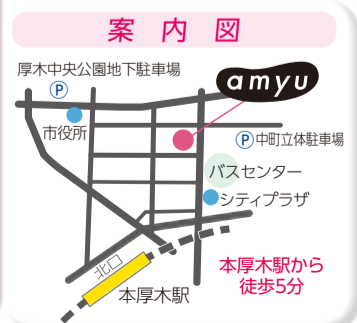 案内図
厚木中央公園地下駐車場
P
amyu
市役所
P 中町立体駐車場
バスセンター
シティプラザ
北口
本厚木駅
本厚木駅から
徒歩5分